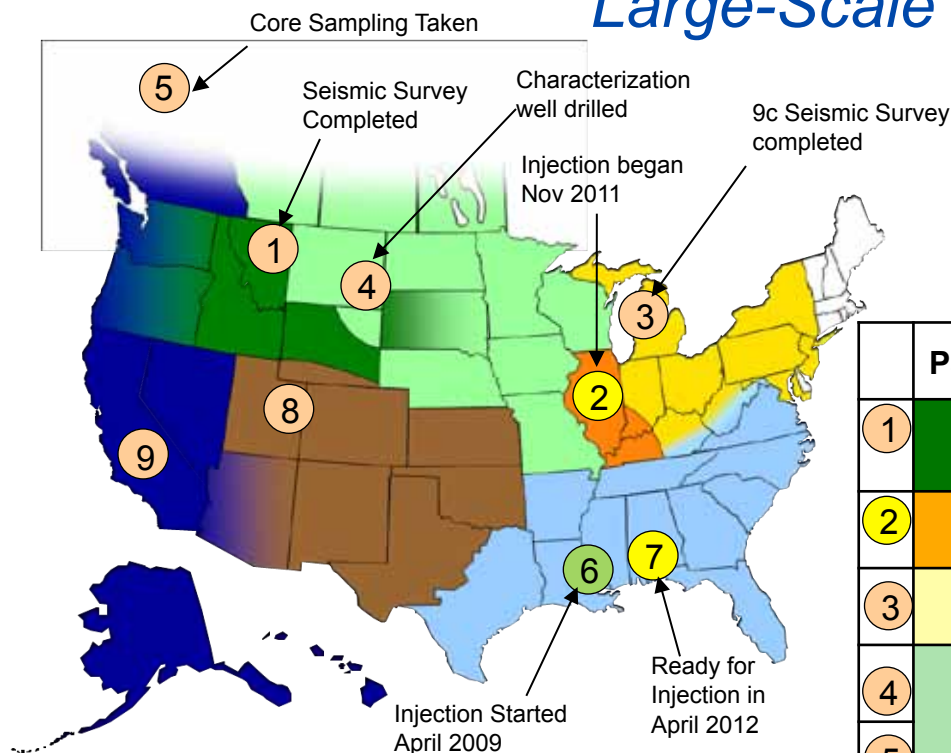 Large-Scale
Core Sampling Taken
5
Seismic Survey
Completed
Characterization
well drilled
9c Seismic Survey
completed
Injection began
Nov 2011
1
4
3
2
8
9
6
7
Injection Started
April 2009
Ready for
Injection in
April 2012
P
1
2
3
4
5